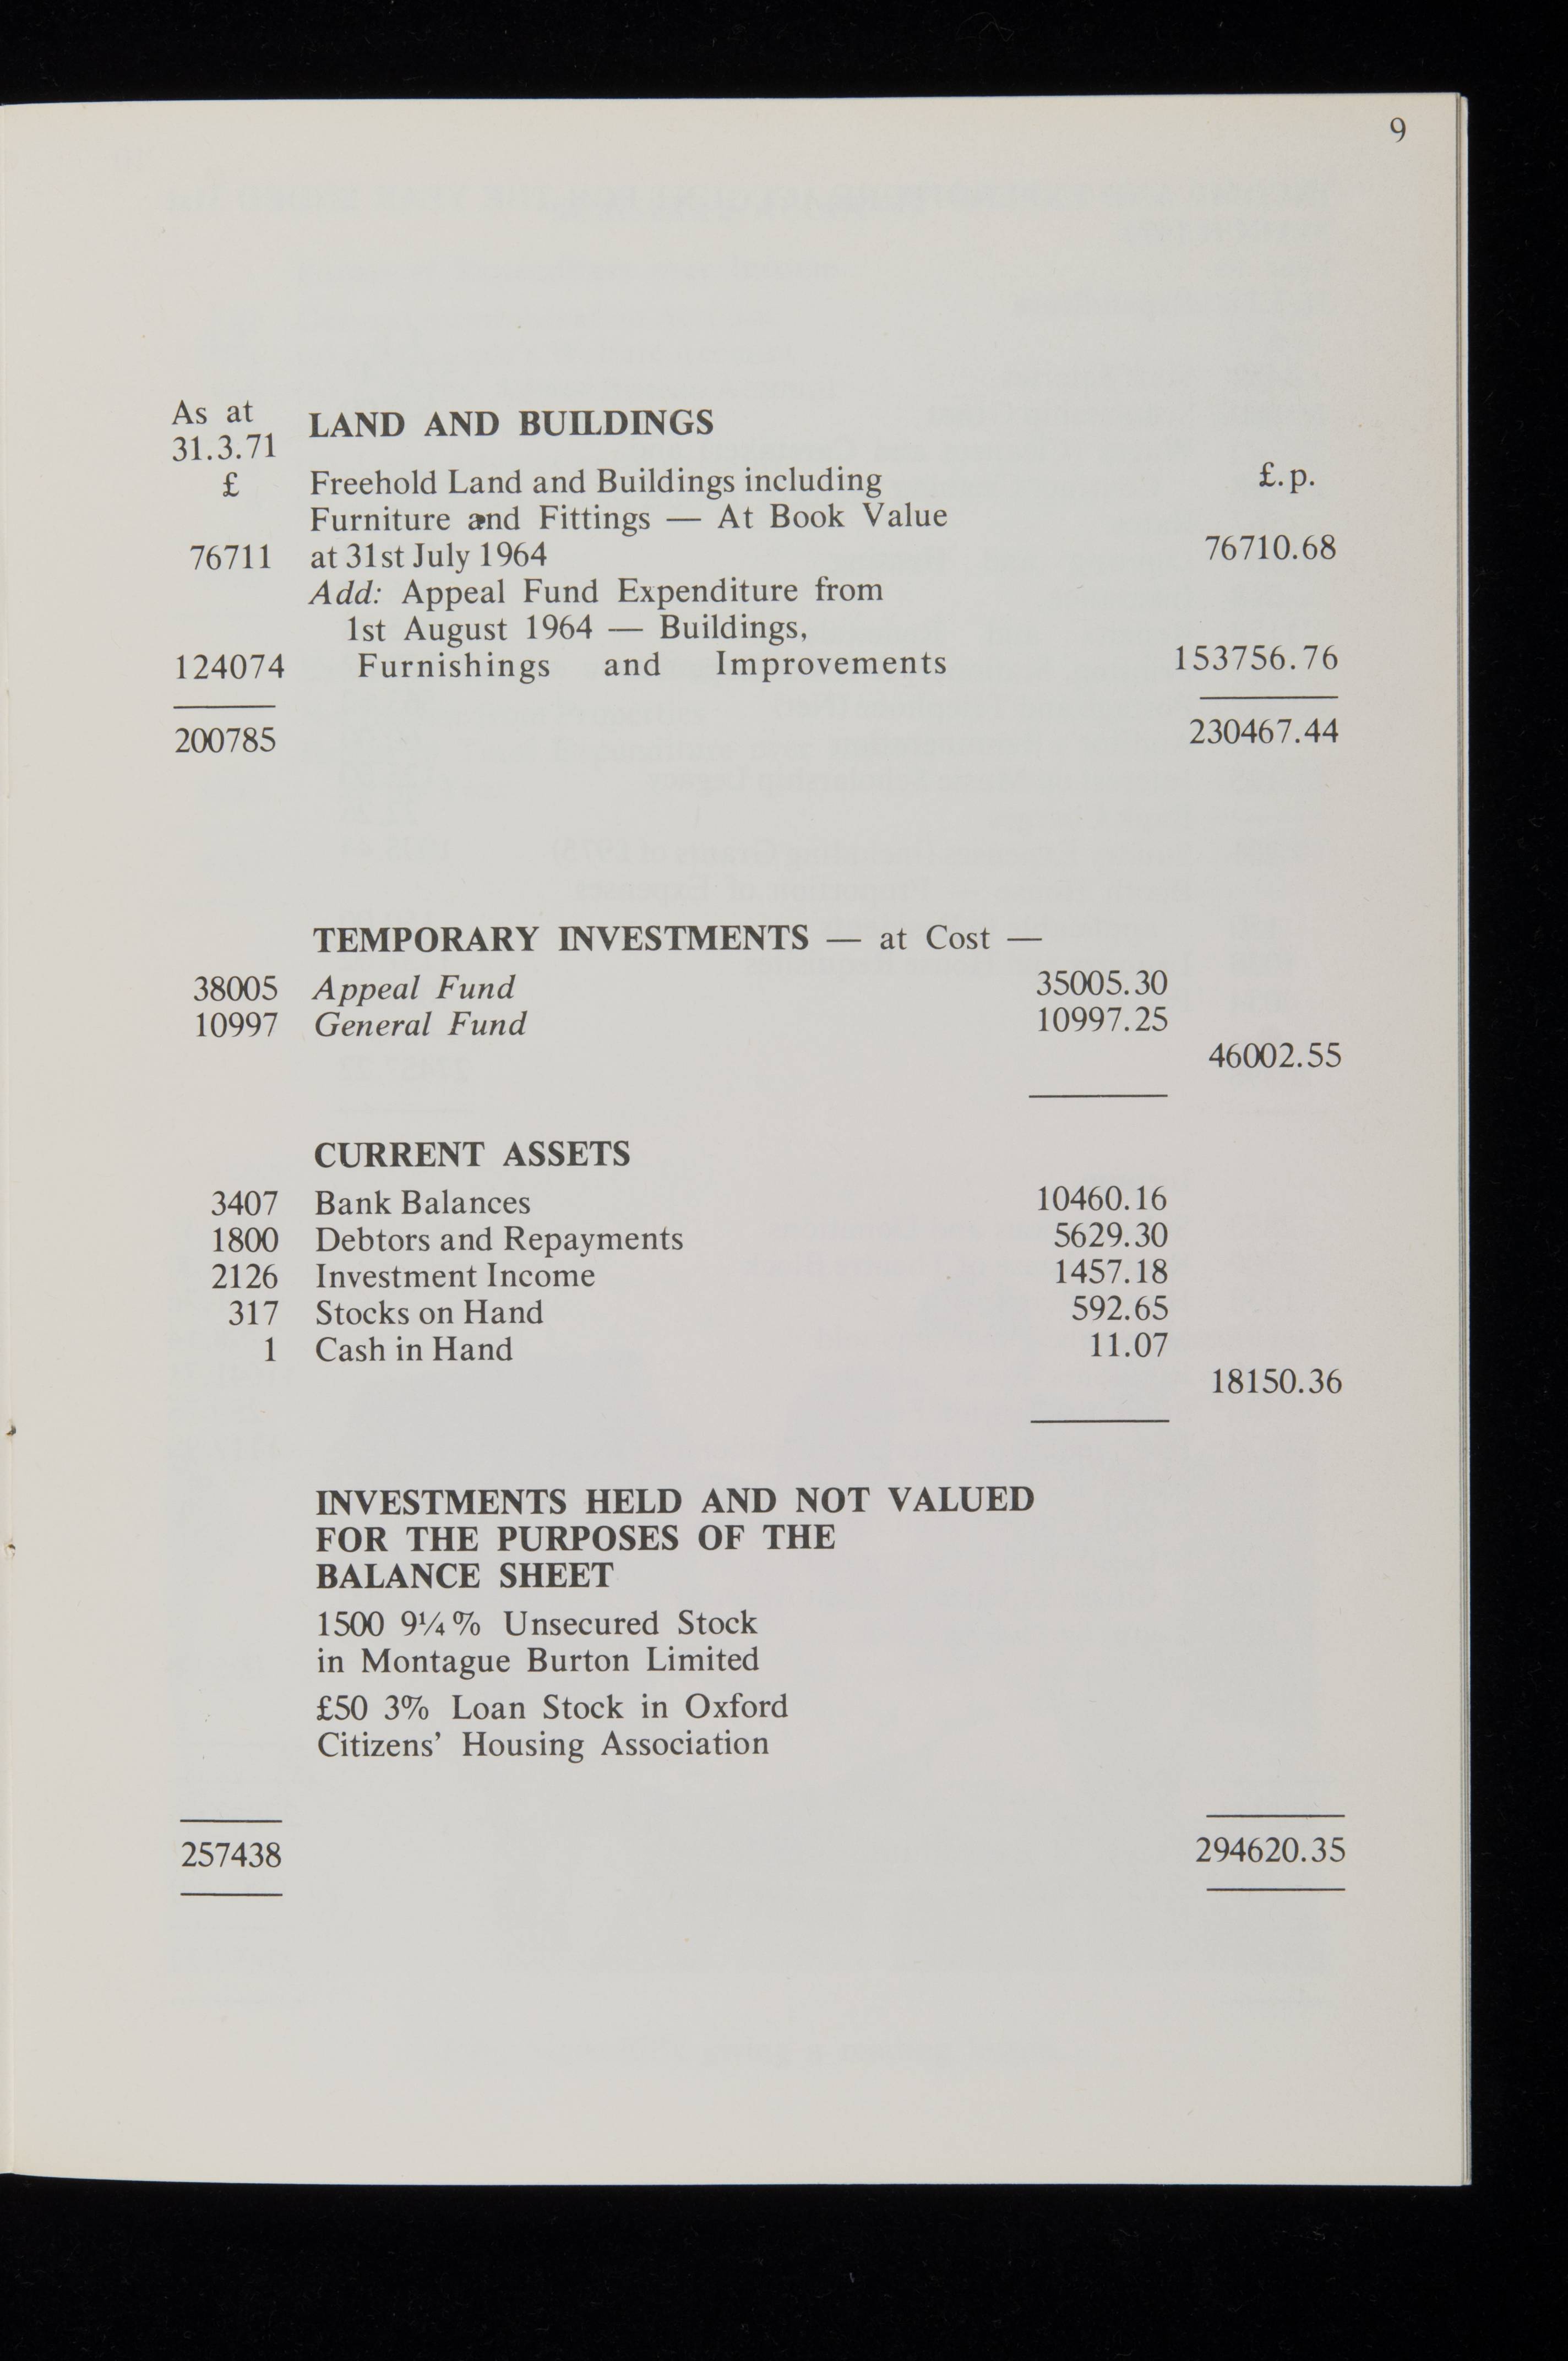 9
As at
31.3.71 LAND AND BUILDINGS
£ Freehold Land and Buildings including £.p.
Furniture and Fittings — At Book Value
76711 at 31st July 1964 76710.68
Add: Appeal Fund Expenditure from
1st August 1964 — Buildings,
124074 Furnishings and Improvements 153756.76
200785 230467.44
TEMPORARY INVESTMENTS — at Cost —
38005 Appeal Fund 35005.30
10997 General Fund 10997.25
46002.55
CURRENT ASSETS
3407 Bank Balances 10460.16
1800 Debtors and Repayments 5629.30
2126 Investment Income 1457.18
317 Stocks on Hand 592.65
1 Cash in Hand 11.07
18150.36
INVESTMENTS HELD AND NOT VALUED
FOR THE PURPOSES OF THE
BALANCE SHEET
1500 9¼% Unsecured Stock
in Montague Burton Limited
£50 3% Loan Stock in Oxford
Citizens' Housing Association
257438 294620.35